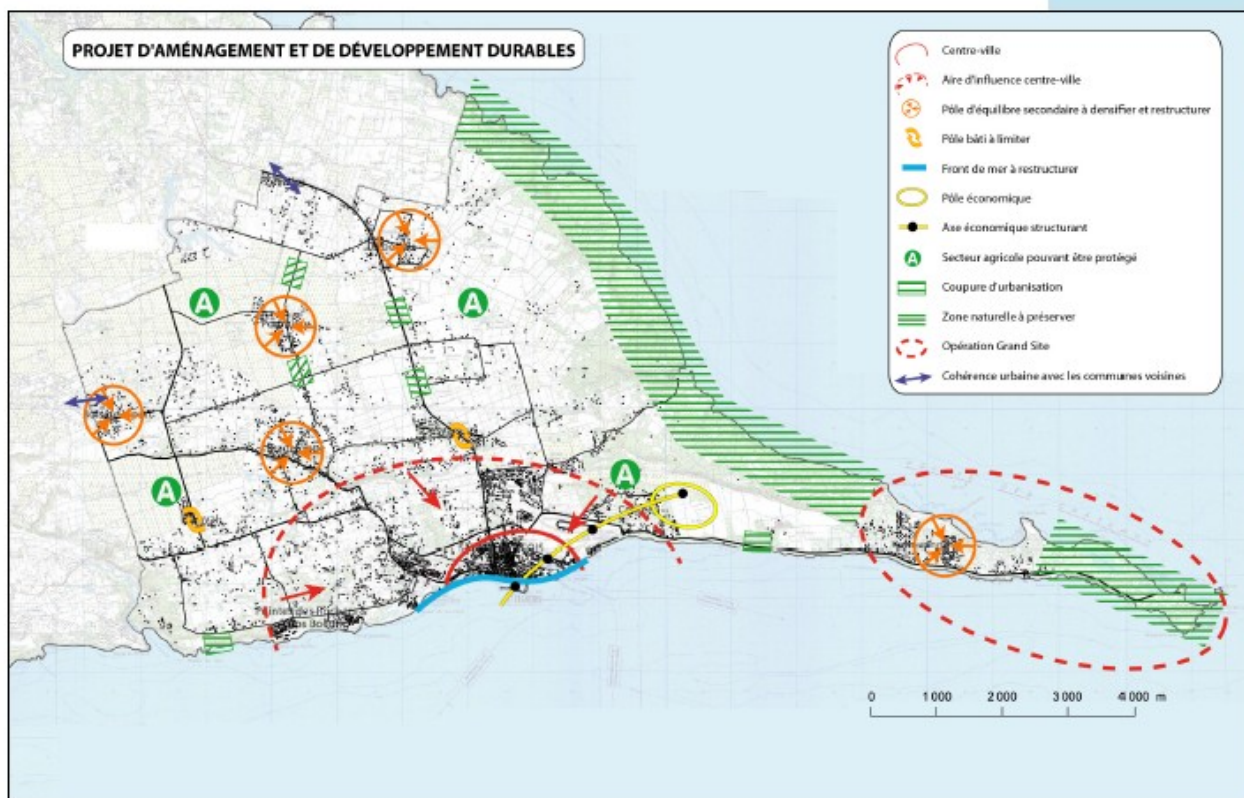 PROJET D'AMÉNAGEMENT ET DE DÉVELOPPEMENT DURABLES
Centre-ville
Aire d'influence centre-ville
Pôle d'équilibre secondaire à densifier et restructurer
Pôle bâti à limiter
Front de mer à restructurer
Pôle économique
Axe économique structurant
A Secteur agricole pouvant être protégé
Coupure d'urbanisation
Zone naturelle à préserver
Opération Grand Site
Cohérence urbaine avec les communes voisines
A
A
A
A
0 1 000 2 000 3 000 4 000 m